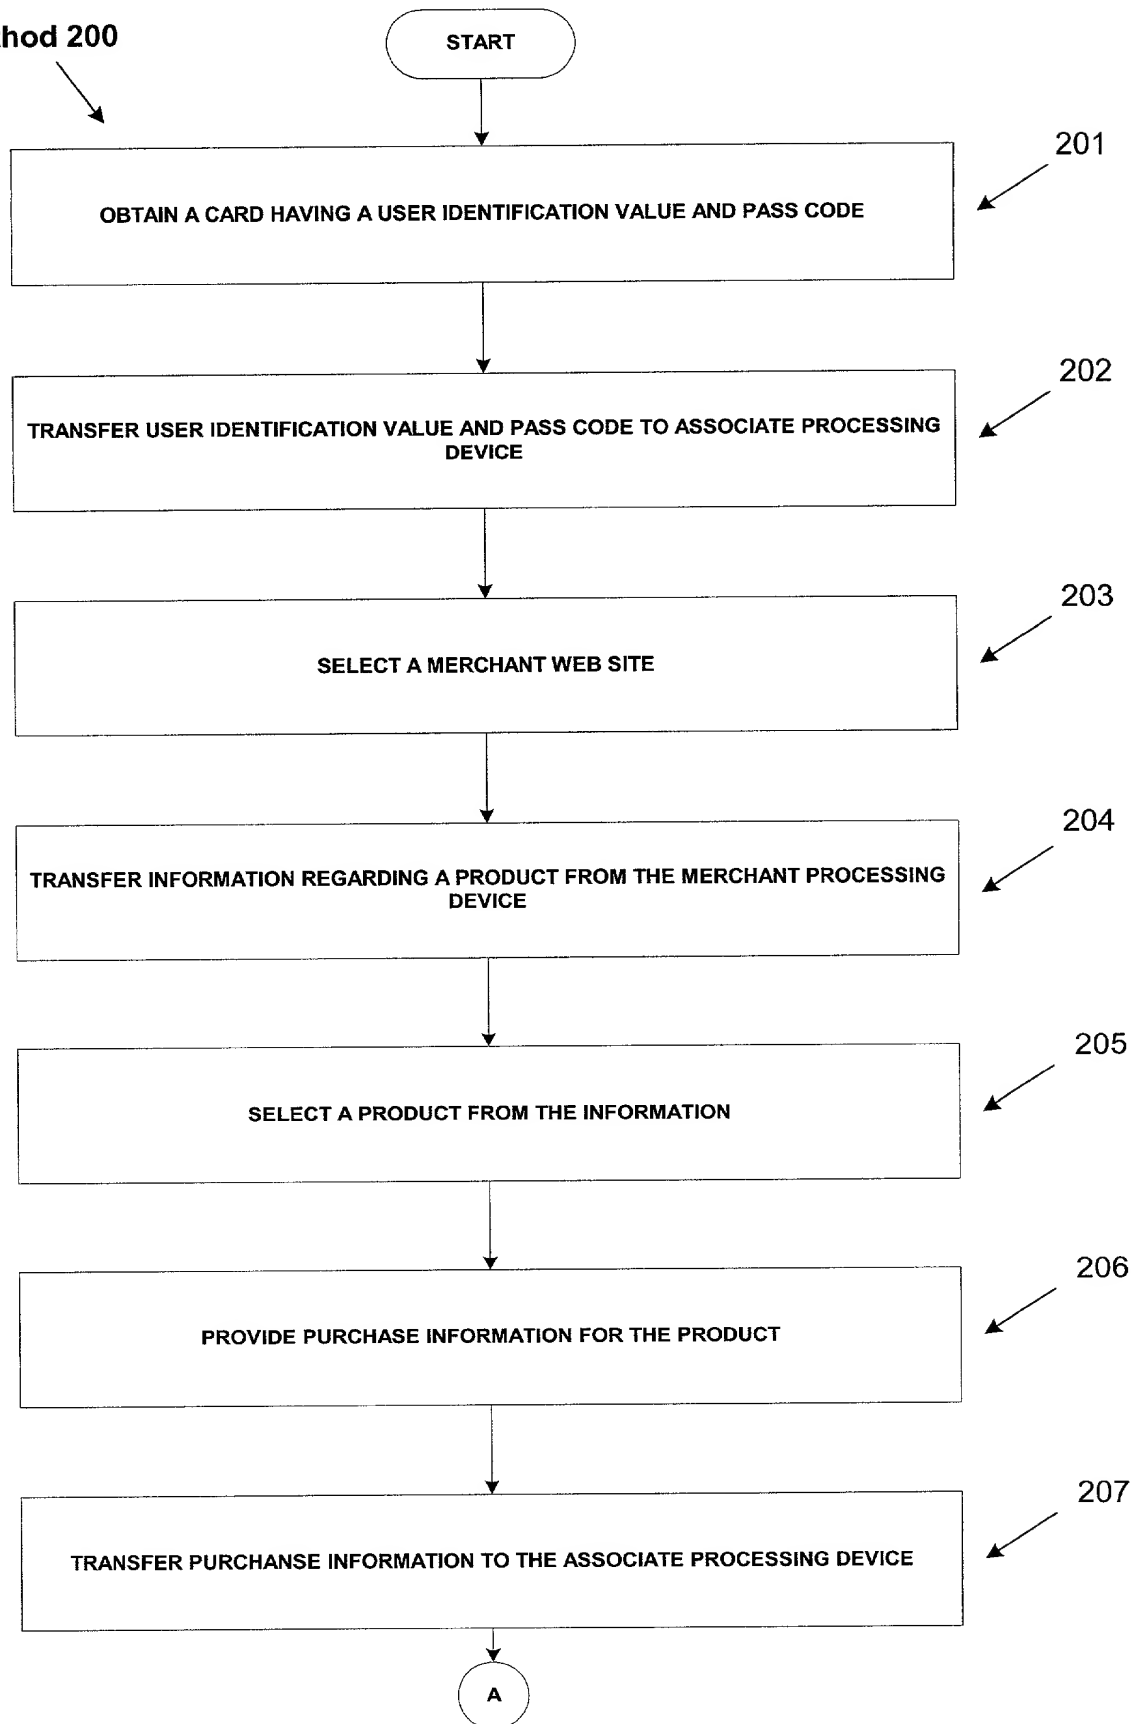 hod 200
START
201
OBTAIN A CARD HAVING A USER IDENTIFICATION VALUE AND PASS CODE
202
TRANSFER USER IDENTIFICATION VALUE AND PASS CODE TO ASSOCIATE PROCESSING
DEVICE
203
SELECT A MERCHANT WEB SITE
204
TRANSFER INFORMATION REGARDING A PRODUCT FROM THE MERCHANT PROCESSING
DEVICE
205
SELECT A PRODUCT FROM THE INFORMATION
206
PROVIDE PURCHASE INFORMATION FOR THE PRODUCT
207
TRANSFER PURCHANSE INFORMATION TO THE ASSOCIATE PROCESSING DEVICE
A